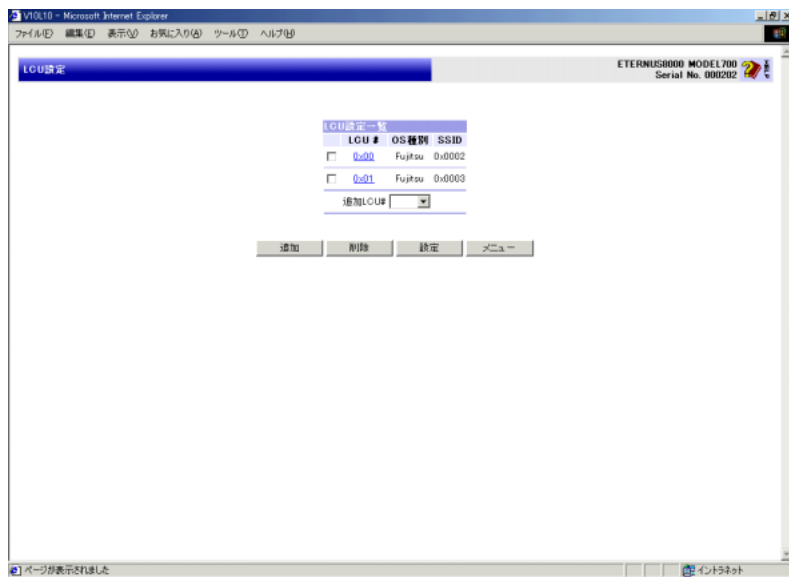 V10L10 - Microsoft Internet Explorer
ファイル(F) 編集(E) 表示(V) お気に入り(A) ツール(T) ヘルプ(H)
LCU設定
ETERNUS8000 MODEL700
Serial No. 000202
LCU設定一覧
LCU # OS種別 SSID
0x00 Fujitsu 0x0002
0x01 Fujitsu 0x0003
追加LCU#
追加 削除 設定 メニュー
ページが表示されました
イントラネット